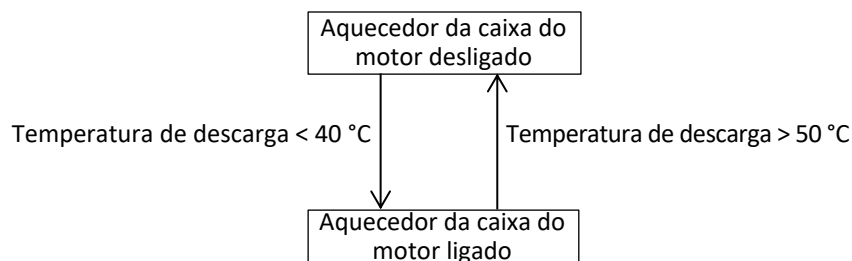 Aquecedor da caixa do
motor desligado
Temperatura de descarga < 40 °C
Temperatura de descarga > 50 °C
Aquecedor da caixa do
motor ligado